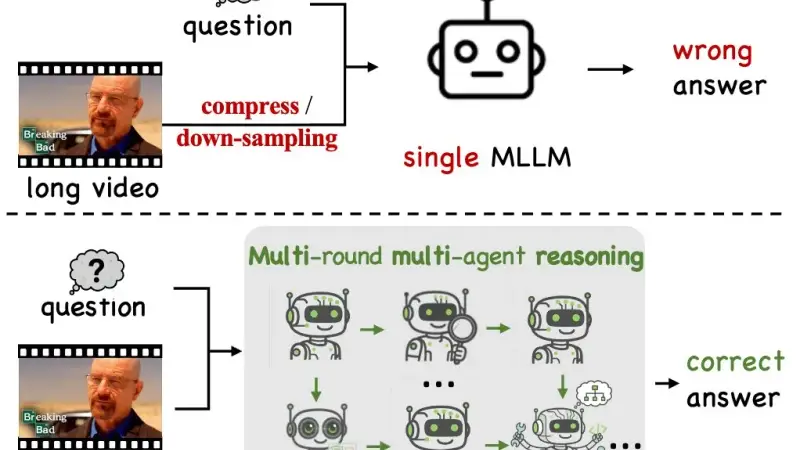 question
compress /
down-sampling
Breaking
Bad
long video
single MLLM
wrong
answer
Multi-round multi-agent reasoning
?
question
Breaking
Bad
...
...
</>
correct
answer